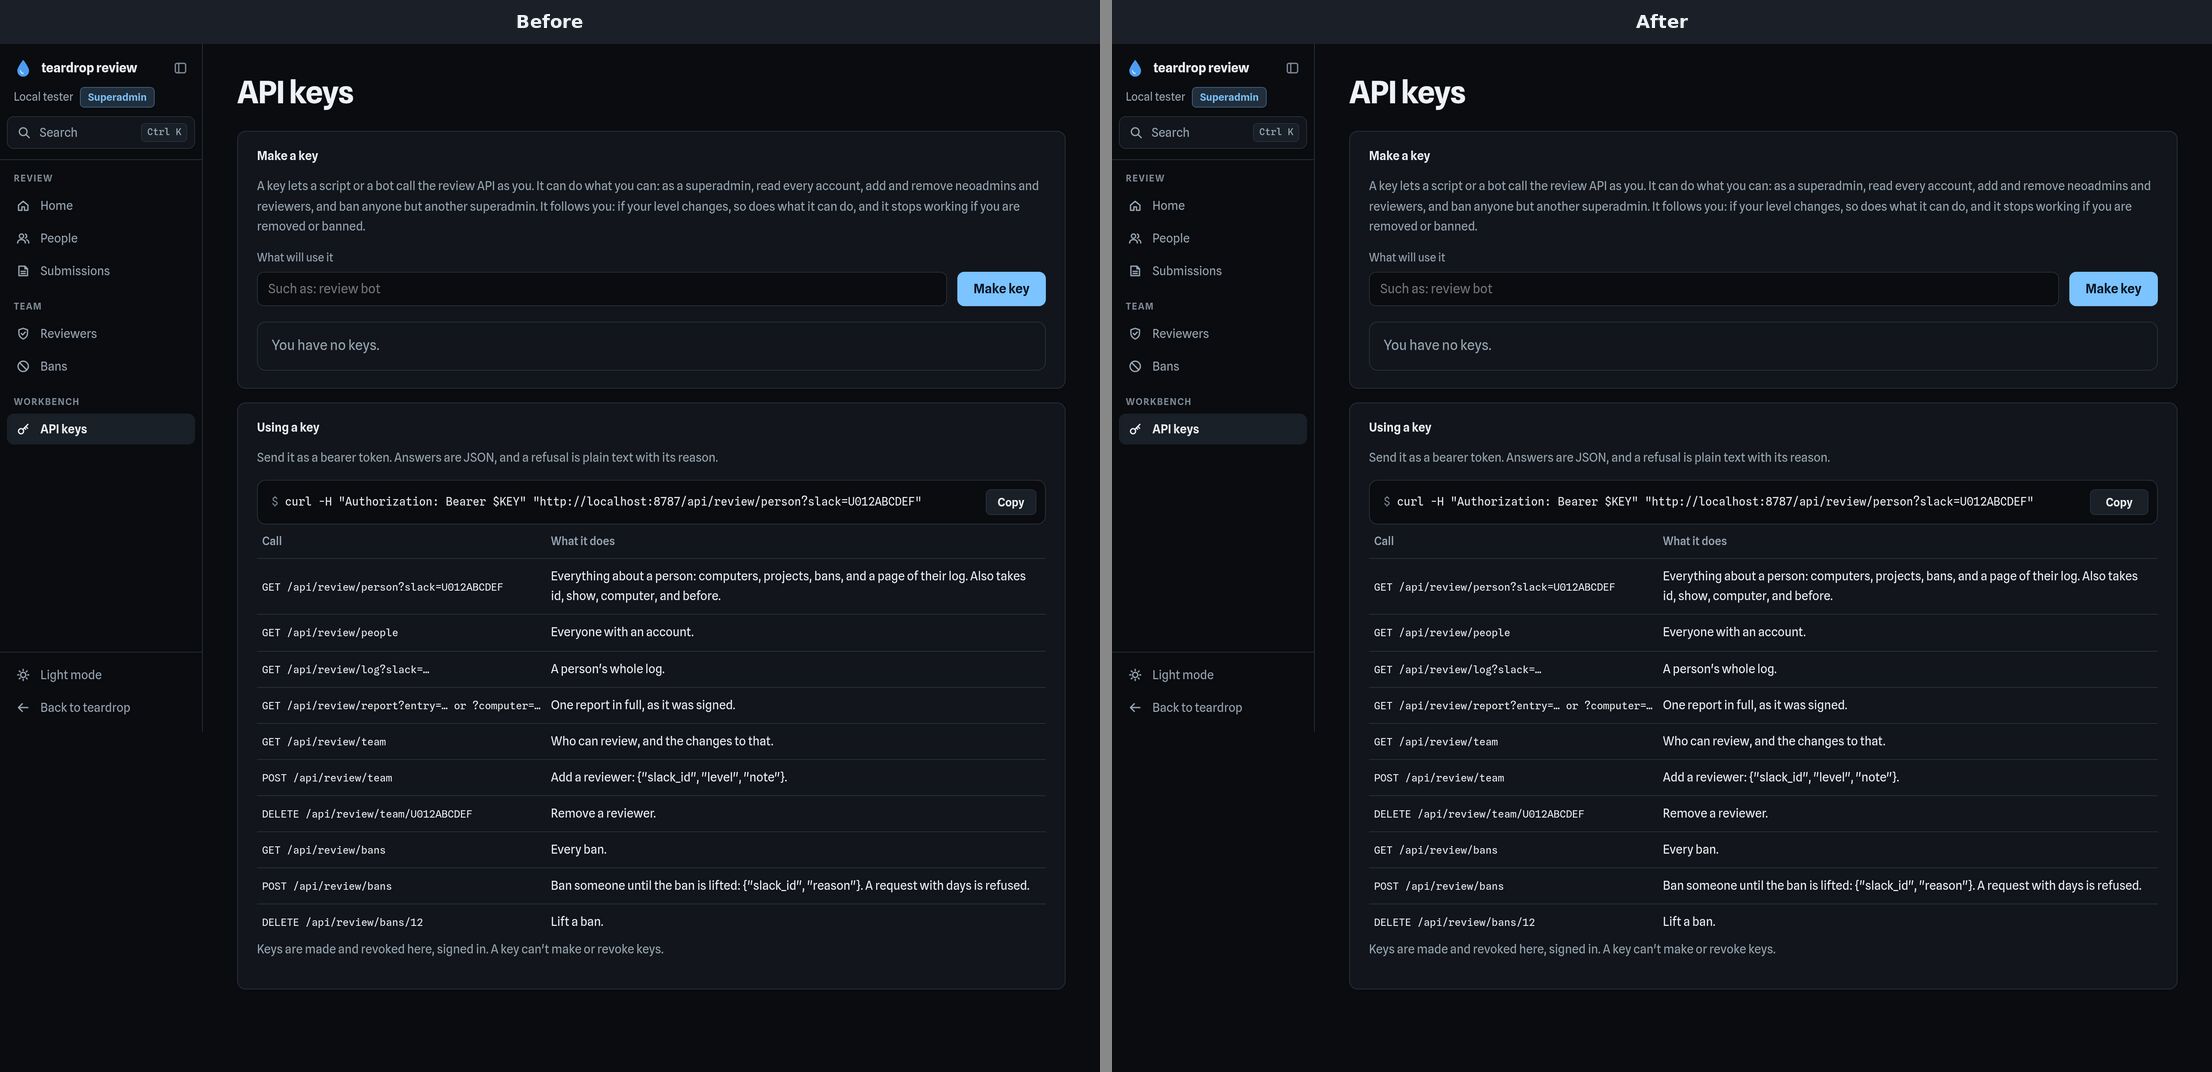 Before
teardrop review
Local tester Superadmin
Search Ctrl K
REVIEW
Home
People
Submissions
TEAM
Reviewers
Bans
WORKBENCH
API keys
Light mode
Back to teardrop
API keys
Make a key
A key lets a script or a bot call the review API as you. It can do what you can: as a superadmin, read every account, add and remove neoadmins and
reviewers, and ban anyone but another superadmin. It follows you: if your level changes, so does what it can do, and it stops working if you are
removed or banned.
What will use it
Such as: review bot
Make key
You have no keys.
Using a key
Send it as a bearer token. Answers are JSON, and a refusal is plain text with its reason.
$ curl -H "Authorization: Bearer $KEY" "http://localhost:8787/api/review/person?slack=U012ABCDEF" Copy
Call What it does
GET /api/review/person?slack=U012ABCDEF Everything about a person: computers, projects, bans, and a page of their log. Also takes
id, show, computer, and before.
GET /api/review/people Everyone with an account.
GET /api/review/log?slack=… A person's whole log.
GET /api/review/report?entry=… or ?computer=… One report in full, as it was signed.
GET /api/review/team Who can review, and the changes to that.
POST /api/review/team Add a reviewer: {"slack_id", "level", "note"}.
DELETE /api/review/team/U012ABCDEF Remove a reviewer.
GET /api/review/bans Every ban.
POST /api/review/bans Ban someone until the ban is lifted: {"slack_id", "reason"}. A request with days is refused.
DELETE /api/review/bans/12 Lift a ban.
Keys are made and revoked here, signed in. A key can't make or revoke keys.
After
teardrop review
Local tester Superadmin
Search Ctrl K
REVIEW
Home
People
Submissions
TEAM
Reviewers
Bans
WORKBENCH
API keys
Light mode
Back to teardrop
API keys
Make a key
A key lets a script or a bot call the review API as you. It can do what you can: as a superadmin, read every account, add and remove neoadmins and
reviewers, and ban anyone but another superadmin. It follows you: if your level changes, so does what it can do, and it stops working if you are
removed or banned.
What will use it
Such as: review bot
Make key
You have no keys.
Using a key
Send it as a bearer token. Answers are JSON, and a refusal is plain text with its reason.
$ curl -H "Authorization: Bearer $KEY" "http://localhost:8787/api/review/person?slack=U012ABCDEF" Copy
Call What it does
GET /api/review/person?slack=U012ABCDEF Everything about a person: computers, projects, bans, and a page of their log. Also takes
id, show, computer, and before.
GET /api/review/people Everyone with an account.
GET /api/review/log?slack=… A person's whole log.
GET /api/review/report?entry=… or ?computer=… One report in full, as it was signed.
GET /api/review/team Who can review, and the changes to that.
POST /api/review/team Add a reviewer: {"slack_id", "level", "note"}.
DELETE /api/review/team/U012ABCDEF Remove a reviewer.
GET /api/review/bans Every ban.
POST /api/review/bans Ban someone until the ban is lifted: {"slack_id", "reason"}. A request with days is refused.
DELETE /api/review/bans/12 Lift a ban.
Keys are made and revoked here, signed in. A key can't make or revoke keys.